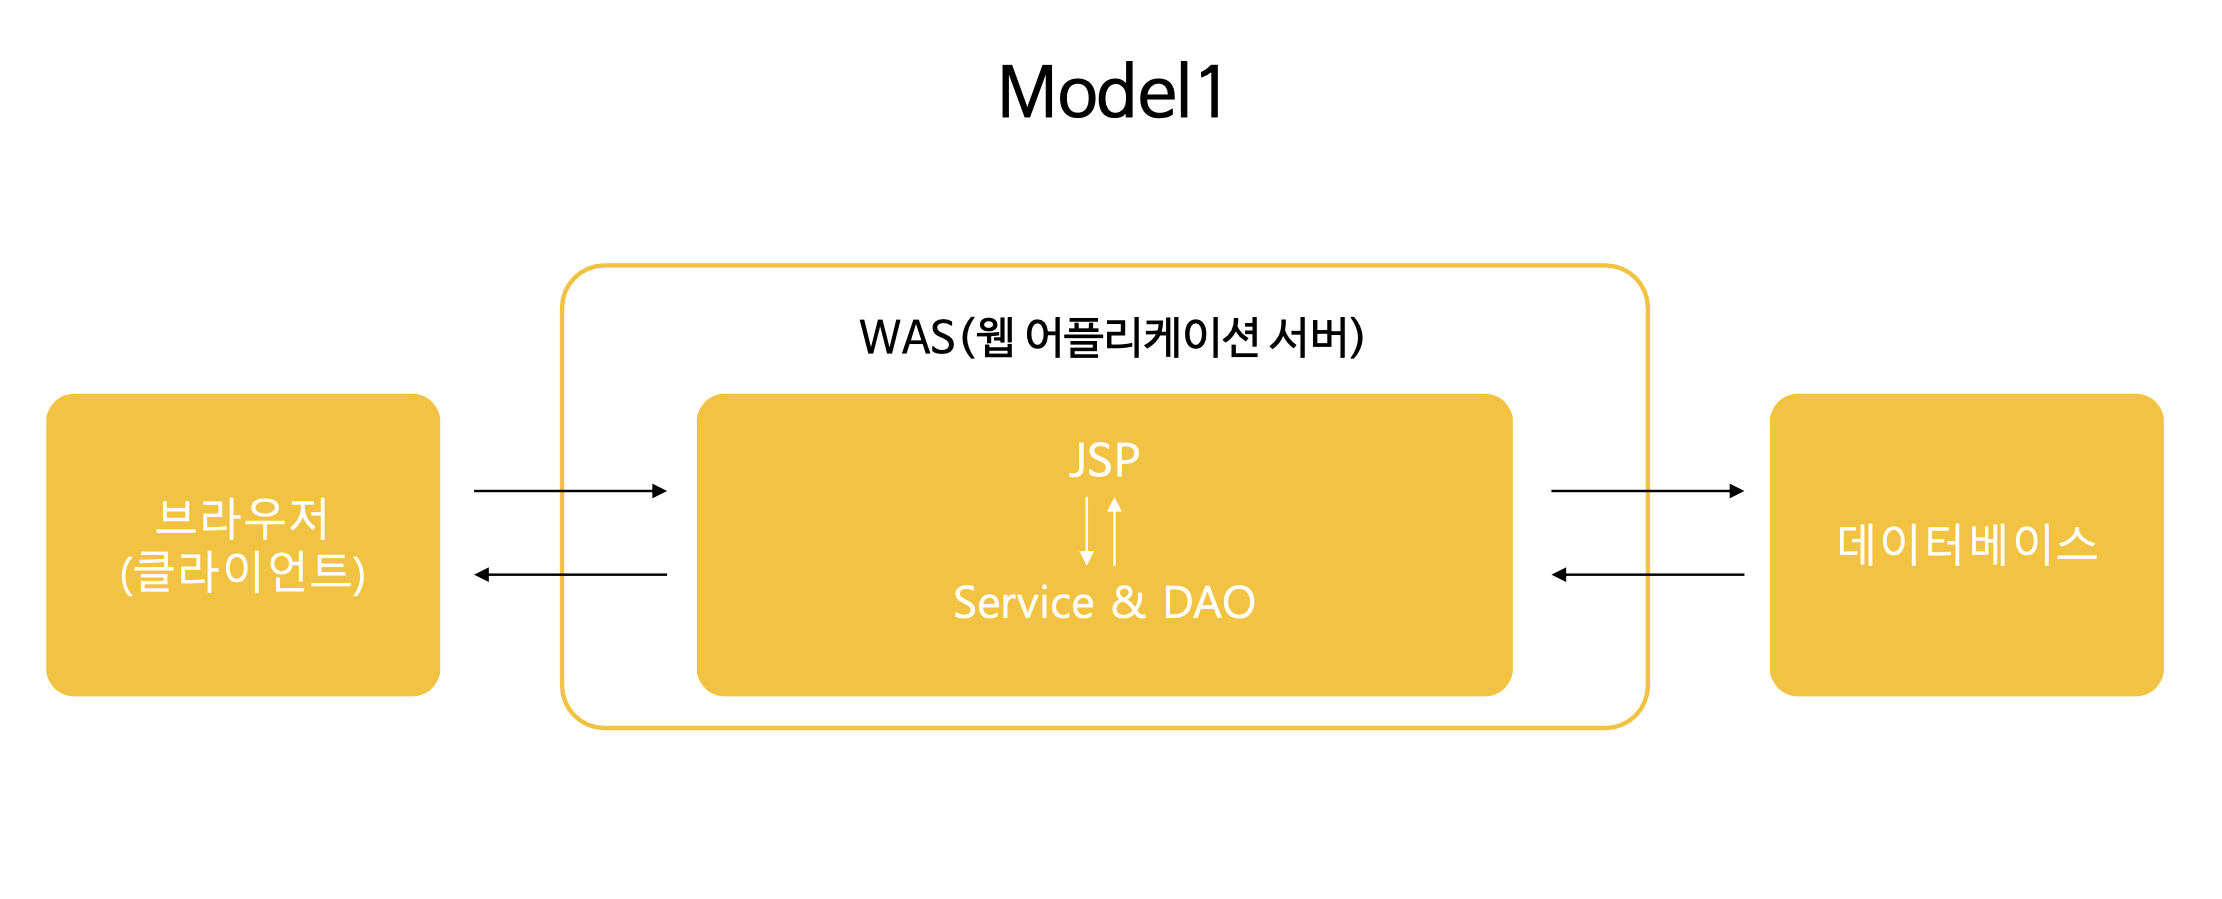 Model1
WAS(웹 어플리케이션 서버)
브라우저
(클라이언트)
JSP
Service & DAO
데이터베이스